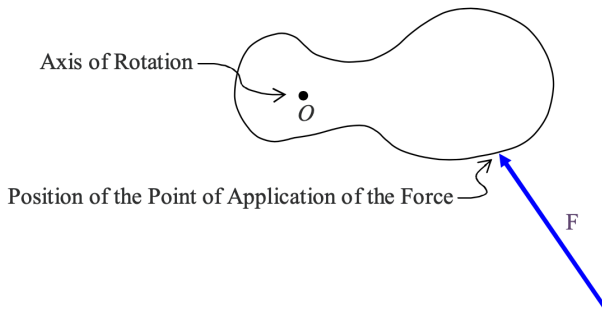 Axis of Rotation
O
Position of the Point of Application of the Force
F